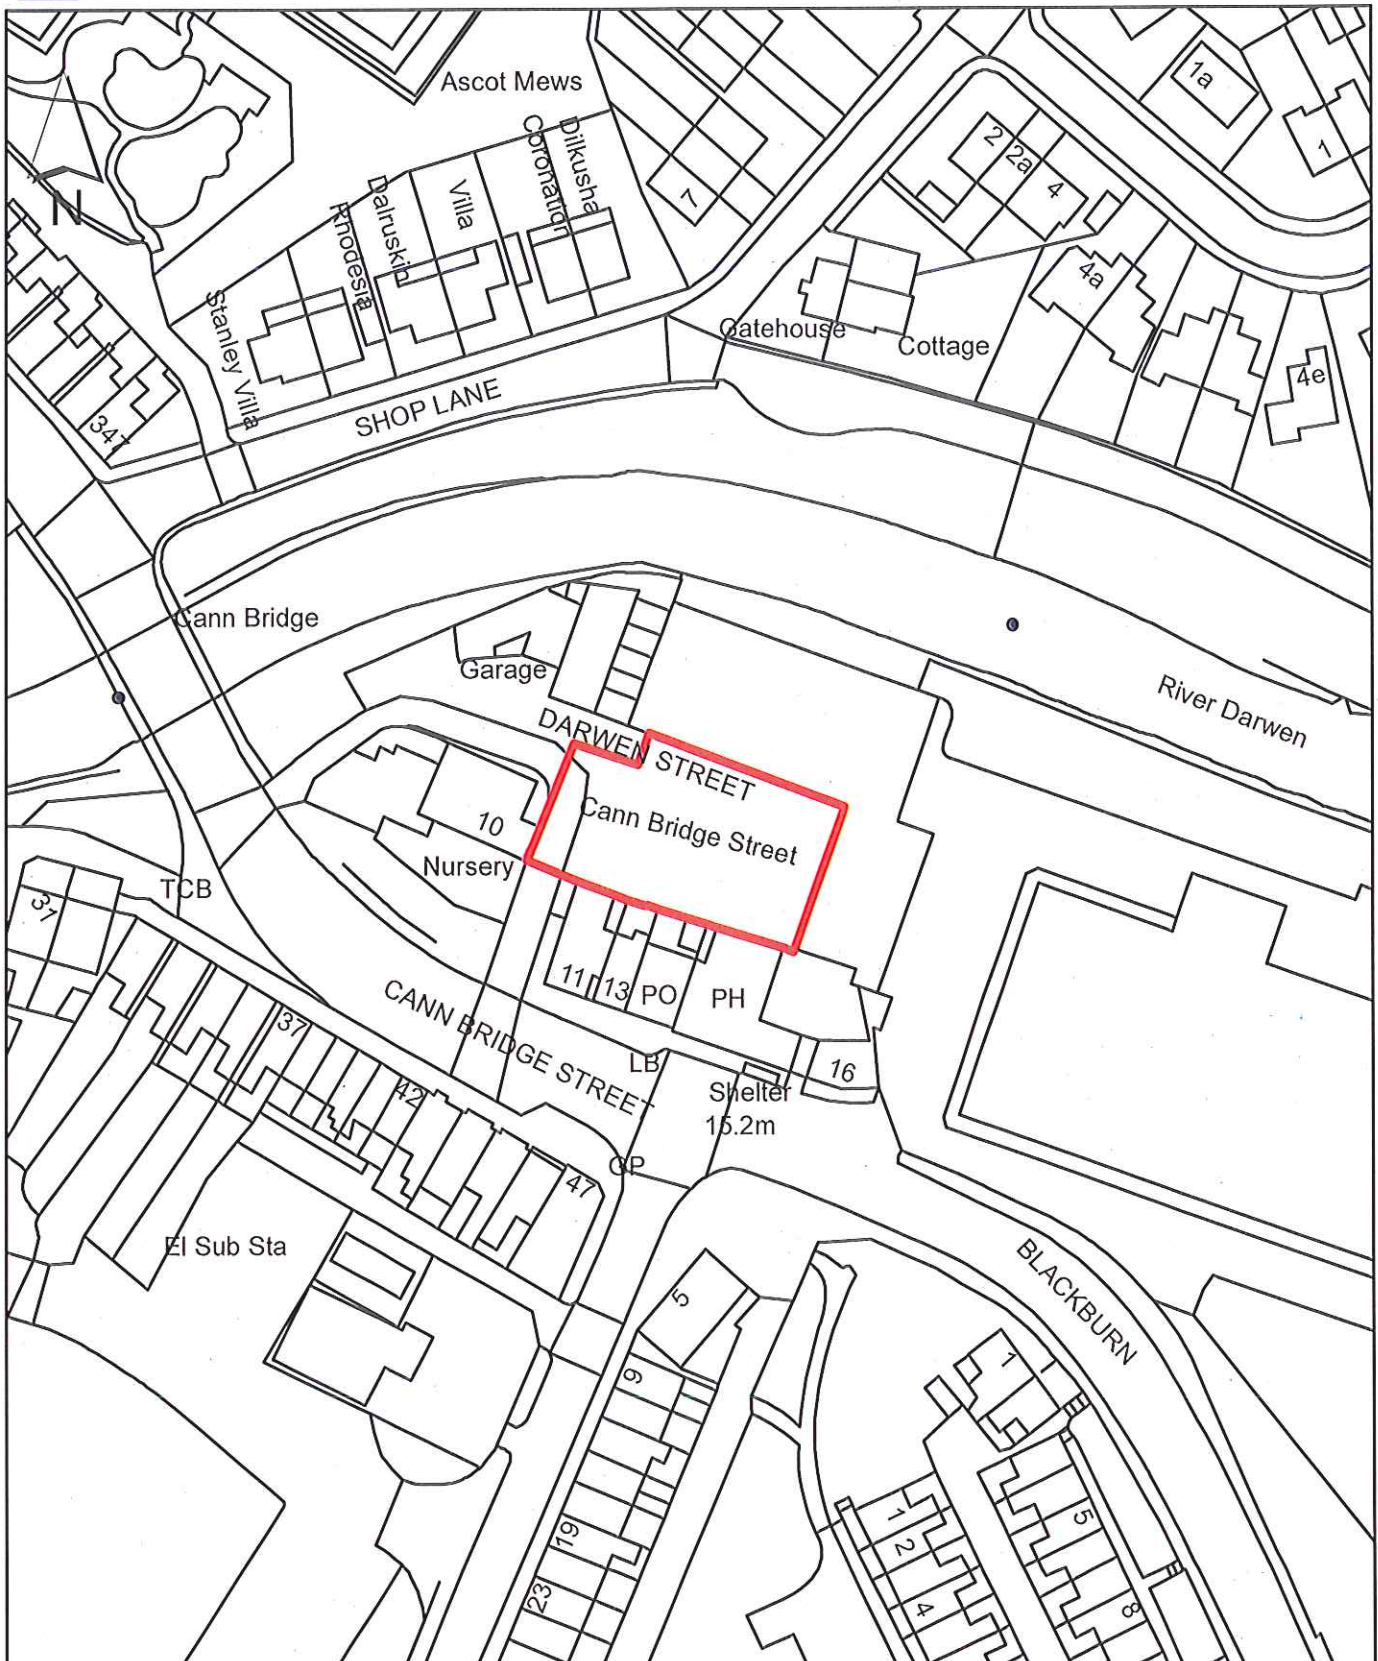 Ascot Mews
1a
1
2
2a
4
7
N
Dilkusha
Coronation
Villa
Dalruskin
Rhodesia
Stanley Villa
4a
Gatehouse
Cottage
4e
SHOP LANE
347
Cann Bridge
Garage
River Darwen
DARWEN STREET
Cann Bridge Street
10
Nursery
TCB
31
11
13
PO
PH
CANN BRIDGE STREET
37
LB
16
Shelter
15.2m
42
GP
47
El Sub Sta
BLACKBURN
5
1
9
19
23
1
2
4
5
8